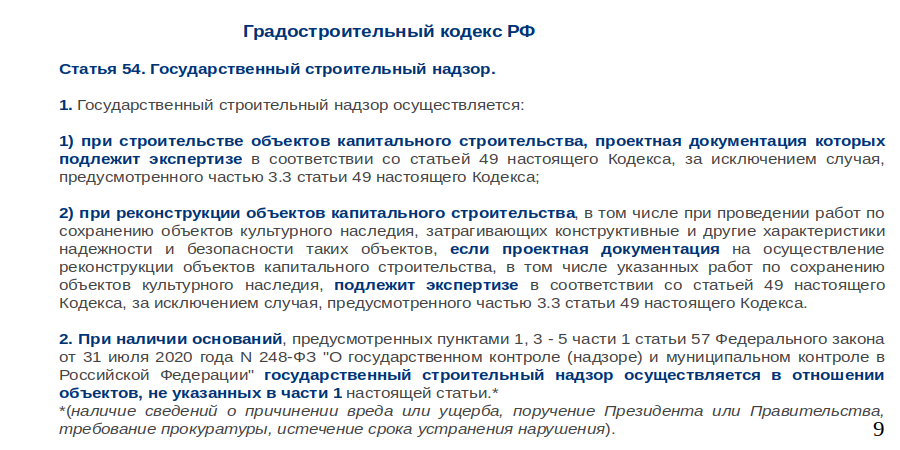 Градостроительный кодекс РФ
Статья 54. Государственный строительный надзор.
1. Государственный строительный надзор осуществляется:
1) при строительстве объектов капитального строительства, проектная документация которых
подлежит экспертизе в соответствии со статьей 49 настоящего Кодекса, за исключением случая,
предусмотренного частью 3.3 статьи 49 настоящего Кодекса;
2) при реконструкции объектов капитального строительства, в том числе при проведении работ по
сохранению объектов культурного наследия, затрагивающих конструктивные и другие характеристики
надежности и безопасности таких объектов, если проектная документация на осуществление
реконструкции объектов капитального строительства, в том числе указанных работ по сохранению
объектов культурного наследия, подлежит экспертизе в соответствии со статьей 49 настоящего
Кодекса, за исключением случая, предусмотренного частью 3.3 статьи 49 настоящего Кодекса.
2. При наличии оснований, предусмотренных пунктами 1, 3 - 5 части 1 статьи 57 Федерального закона
от 31 июля 2020 года N 248-ФЗ "О государственном контроле (надзоре) и муниципальном контроле в
Российской Федерации" государственный строительный надзор осуществляется в отношении
объектов, не указанных в части 1 настоящей статьи.*
*(наличие сведений о причинении вреда или ущерба, поручение Президента или Правительства,
требование прокуратуры, истечение срока устранения нарушения).
9